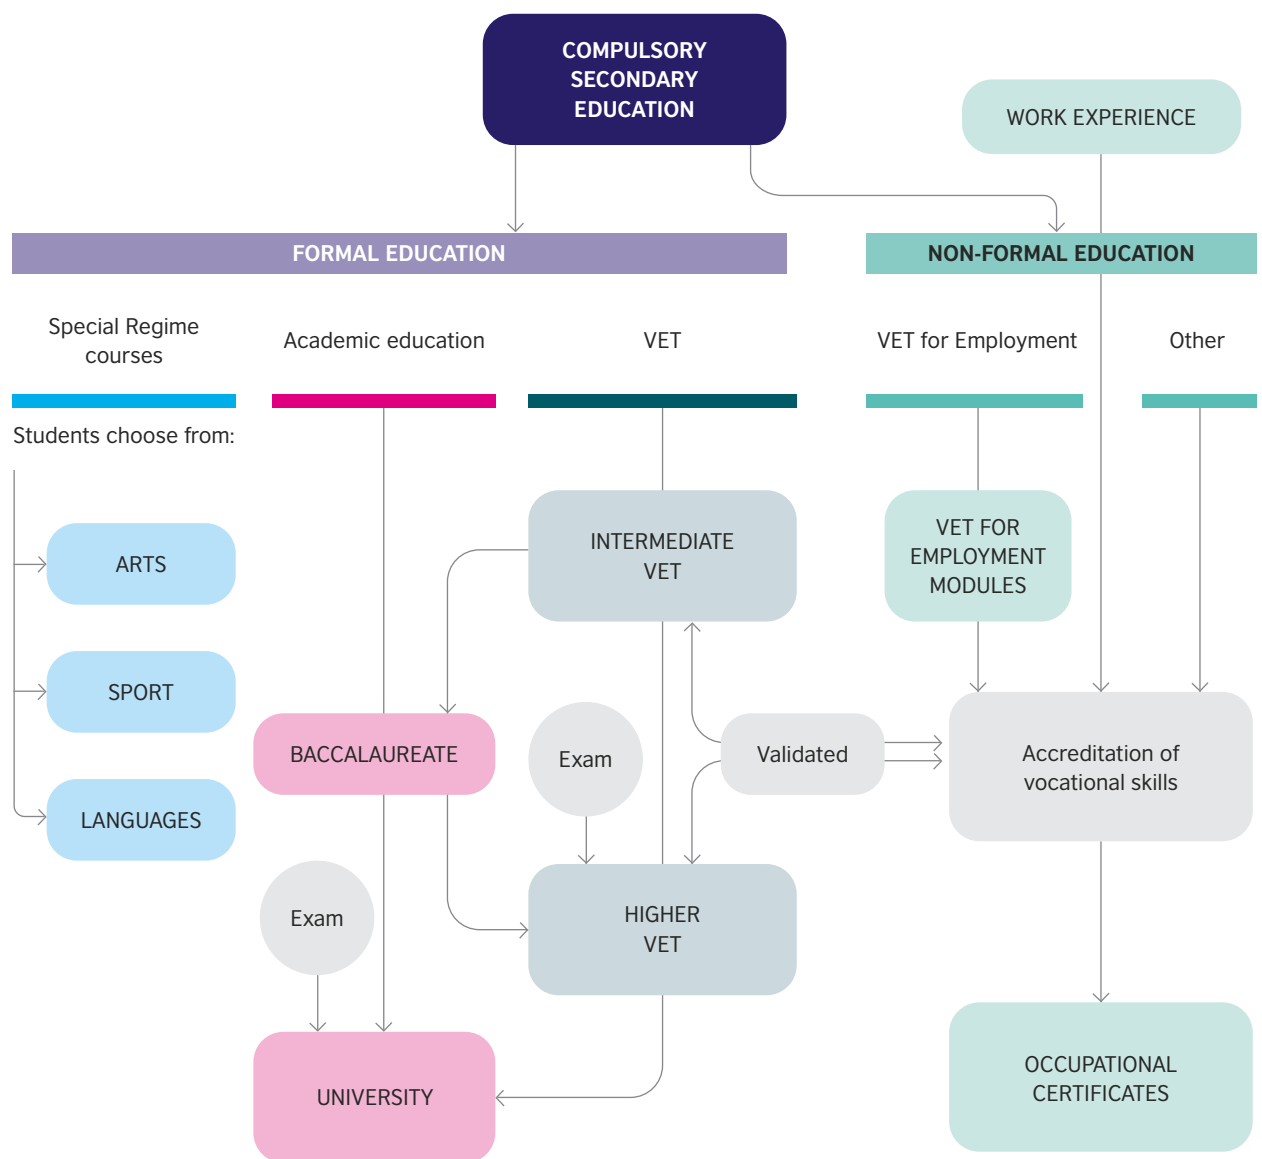 COMPULSORY
SECONDARY
EDUCATION
WORK EXPERIENCE
FORMAL EDUCATION
NON-FORMAL EDUCATION
Special Regime
courses
Academic education
VET
VET for Employment
Other
Students choose from:
INTERMEDIATE
VET
VET FOR
EMPLOYMENT
MODULES
ARTS
SPORT
BACCALAUREATE
Exam
Validated
Accreditation of
vocational skills
LANGUAGES
Exam
HIGHER
VET
UNIVERSITY
OCCUPATIONAL
CERTIFICATES